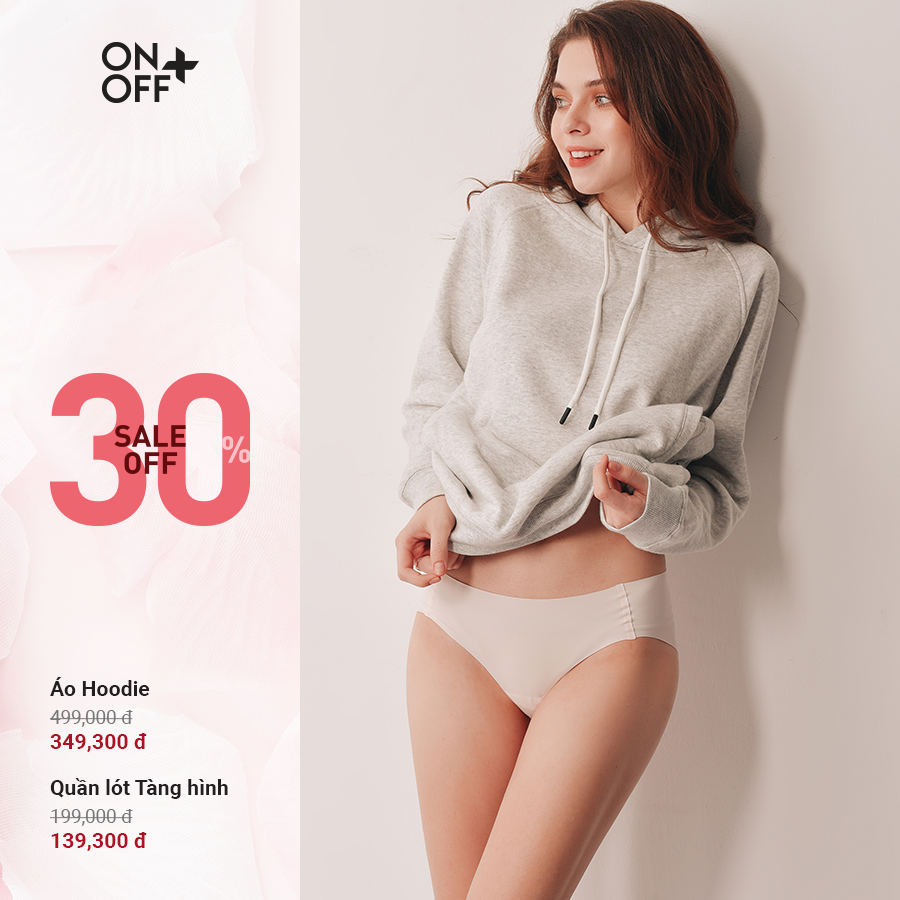 ON
OFF+
30%
SALE
OFF
Áo Hoodie
499,000 đ
349,300 đ
Quần lót Tàng hình
199,000 đ
139,300 đ